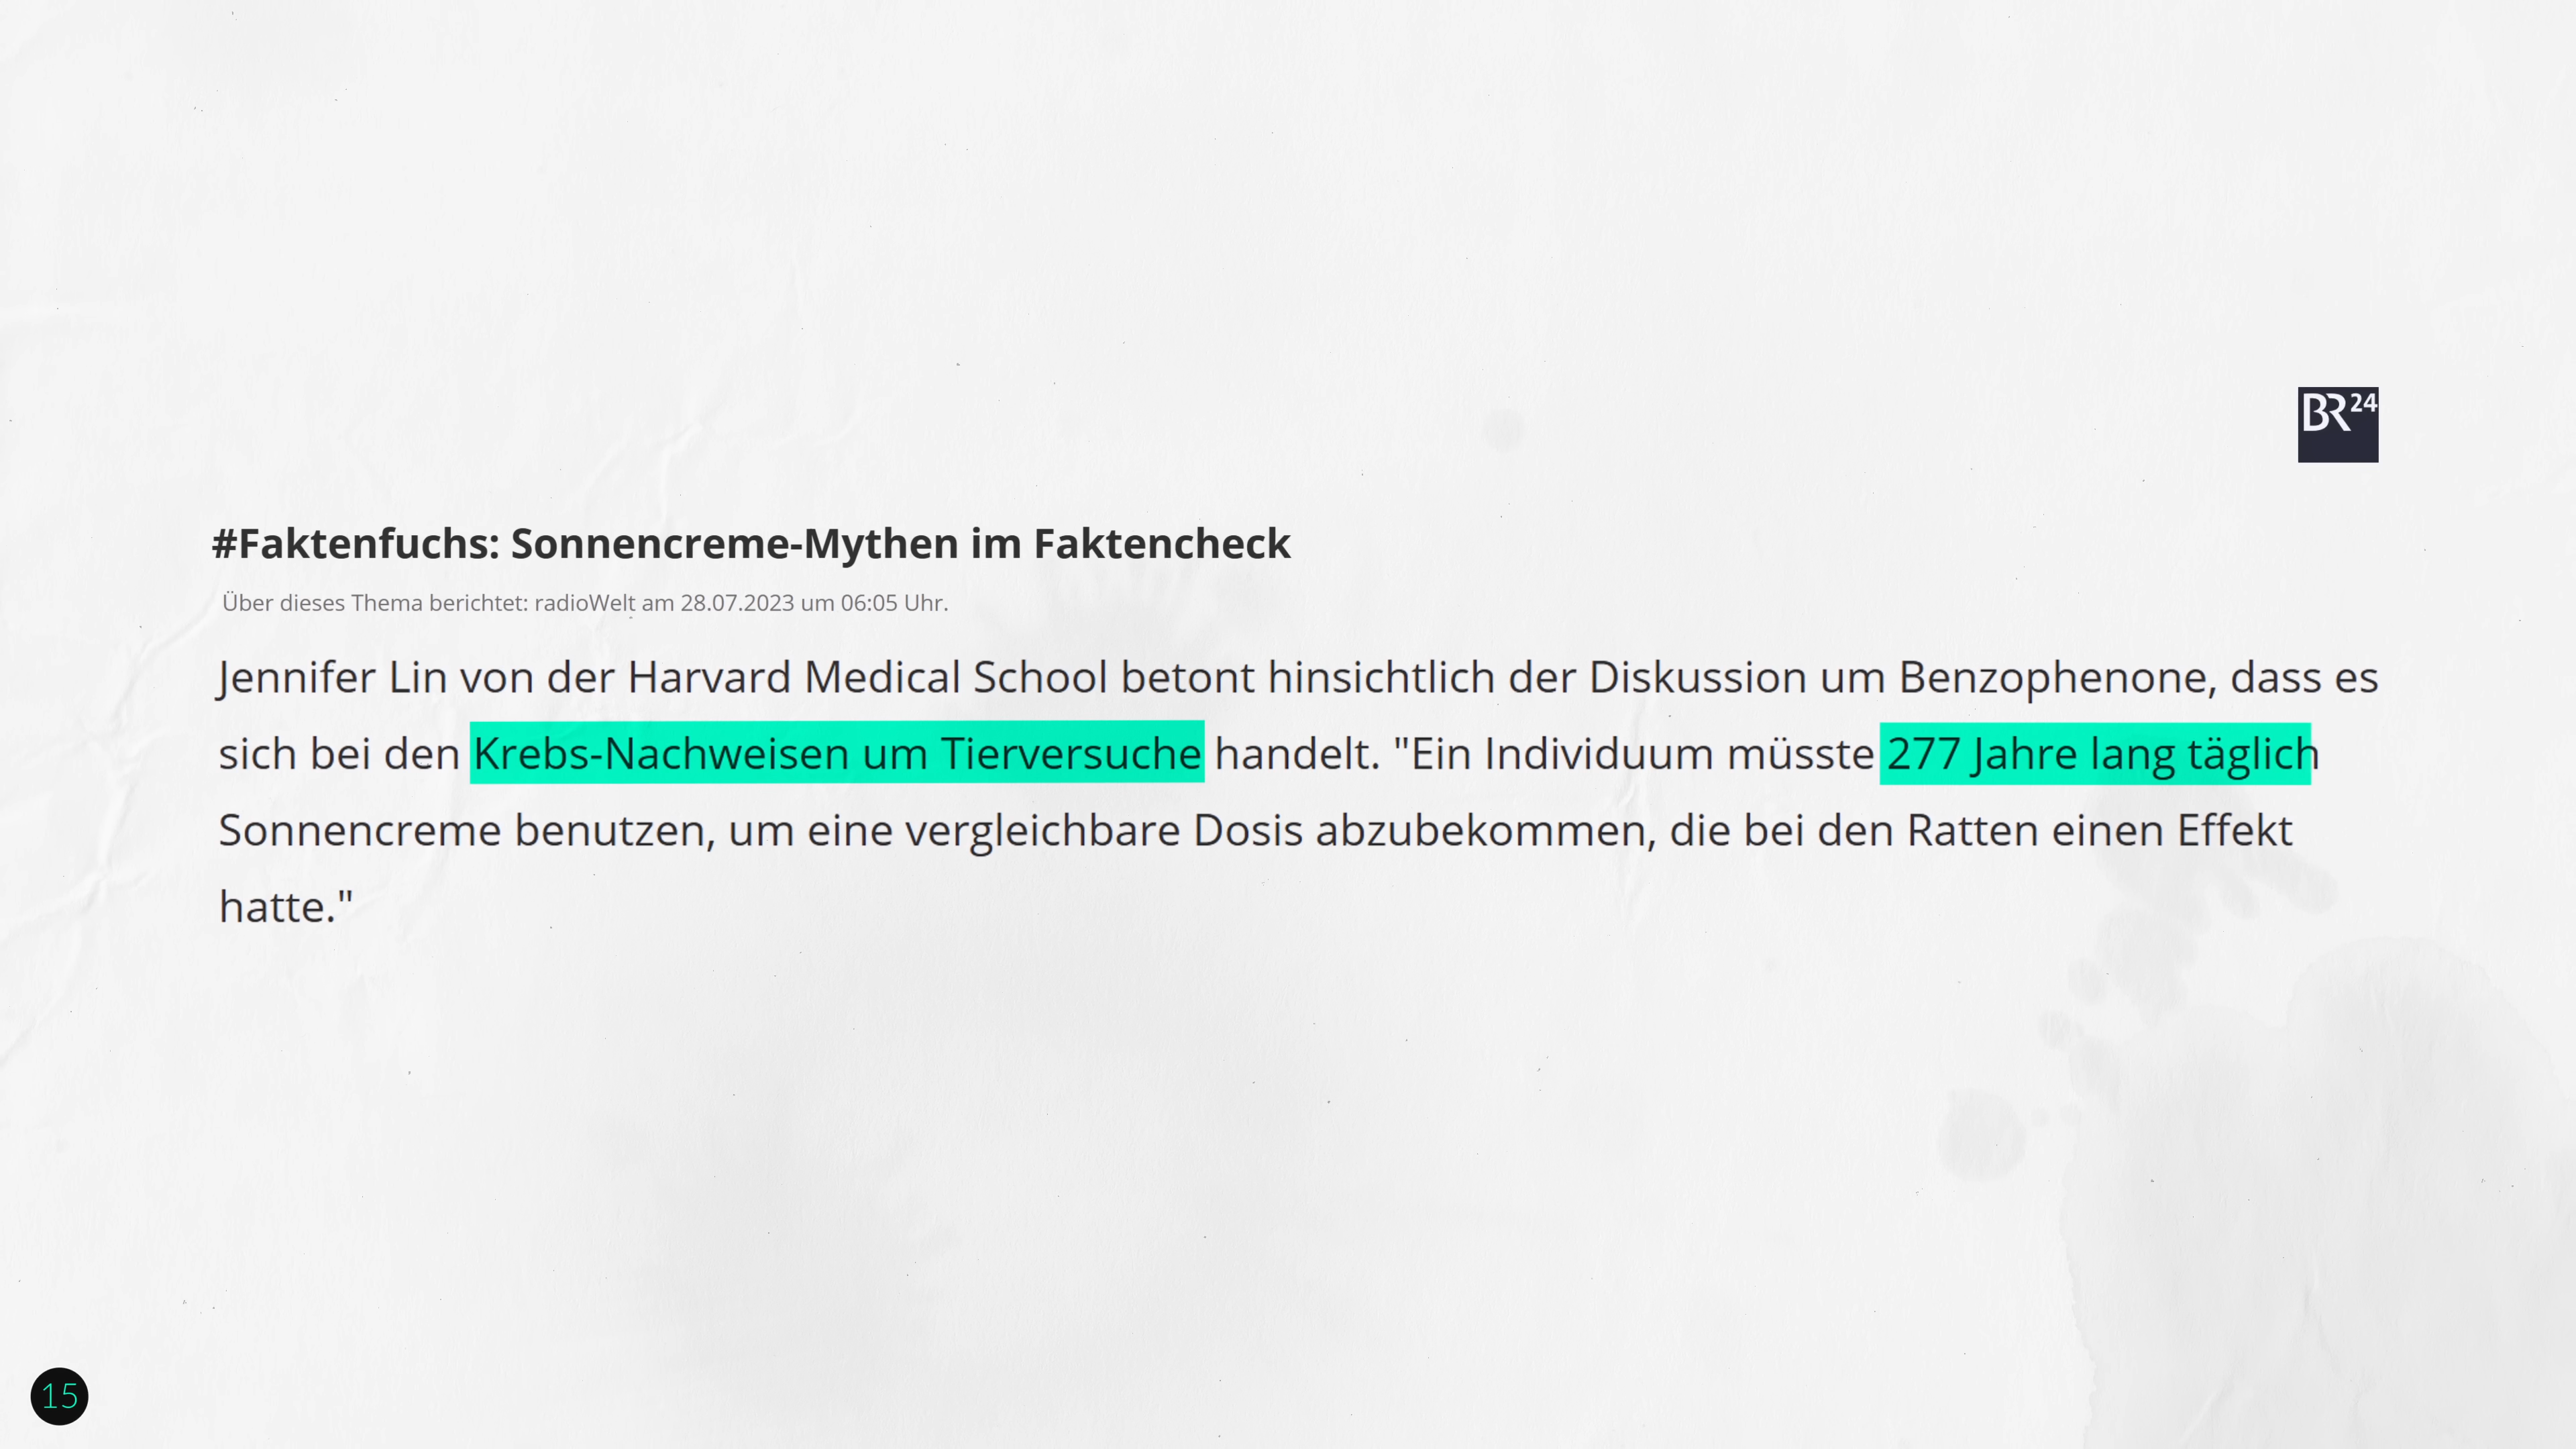 BR24
#Faktenfuchs: Sonnencreme-Mythen im Faktencheck
Über dieses Thema berichtet: radioWelt am 28.07.2023 um 06:05 Uhr.
Jennifer Lin von der Harvard Medical School betont hinsichtlich der Diskussion um Benzophenone, dass es
sich bei den Krebs-Nachweisen um Tierversuche handelt. "Ein Individuum müsste 277 Jahre lang täglich
Sonnencreme benutzen, um eine vergleichbare Dosis abzubekommen, die bei den Ratten einen Effekt
hatte."
15